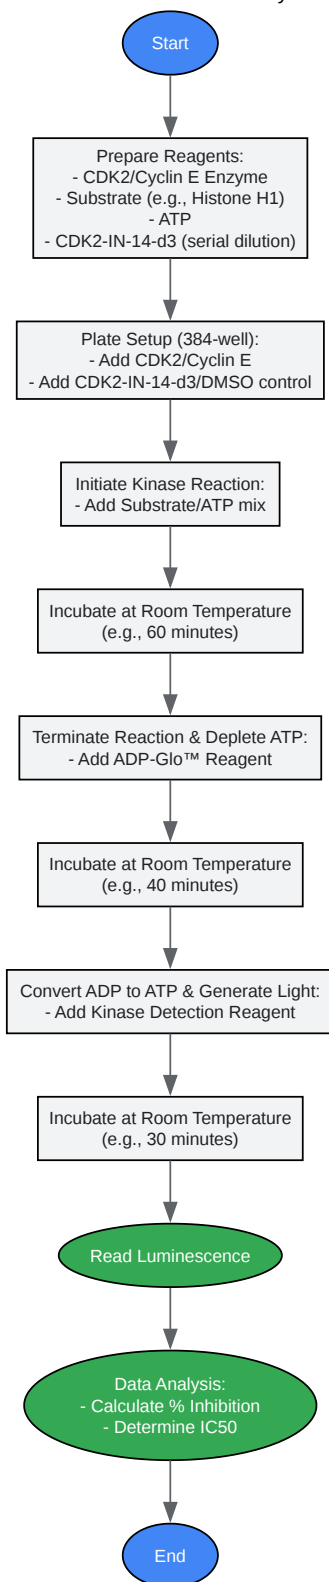 Start
Prepare Reagents:
- CDK2/Cyclin E Enzyme
- Substrate (e.g., Histone H1)
- ATP
- CDK2-IN-14-d3 (serial dilution)
Plate Setup (384-well):
- Add CDK2/Cyclin E
- Add CDK2-IN-14-d3/DMSO control
Initiate Kinase Reaction:
- Add Substrate/ATP mix
Incubate at Room Temperature
(e.g., 60 minutes)
Terminate Reaction & Deplete ATP:
- Add ADP-Glo™ Reagent
Incubate at Room Temperature
(e.g., 40 minutes)
Convert ADP to ATP & Generate Light:
- Add Kinase Detection Reagent
Incubate at Room Temperature
(e.g., 30 minutes)
Read Luminescence
Data Analysis:
- Calculate % Inhibition
- Determine IC50
End